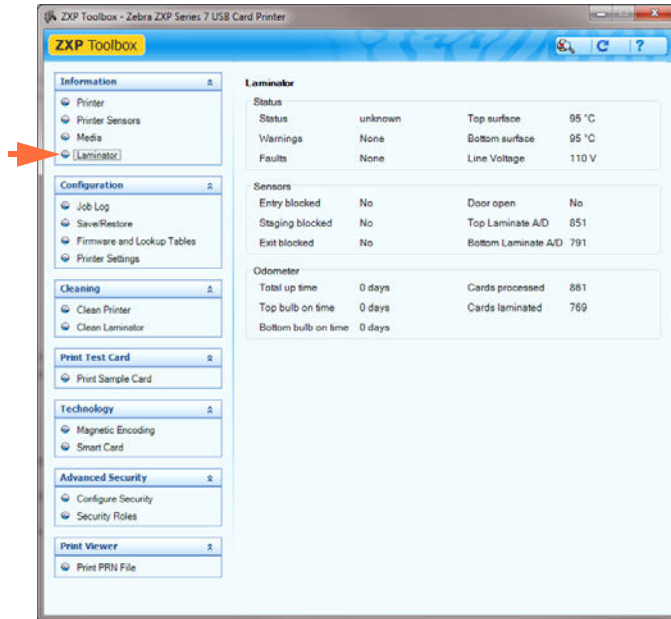 ZXP Toolbox - Zebra ZXP Series 7 USB Card Printer
ZXP Toolbox
?
Information
Printer
Printer Sensors
Media
Laminator
Configuration
Job Log
Save/Restore
Firmware and Lookup Tables
Printer Settings
Cleaning
Clean Printer
Clean Laminator
Print Test Card
Print Sample Card
Technology
Magnetic Encoding
Smart Card
Advanced Security
Configure Security
Security Roles
Print Viewer
Print PRN File
Laminator
Status
Status unknown Top surface 95 °C
Warnings None Bottom surface 95 °C
Faults None Line Voltage 110 V
Sensors
Entry blocked No Door open No
Staging blocked No Top Laminate A/D 851
Exit blocked No Bottom Laminate A/D 791
Odometer
Total up time 0 days Cards processed 861
Top bulb on time 0 days Cards laminated 769
Bottom bulb on time 0 days